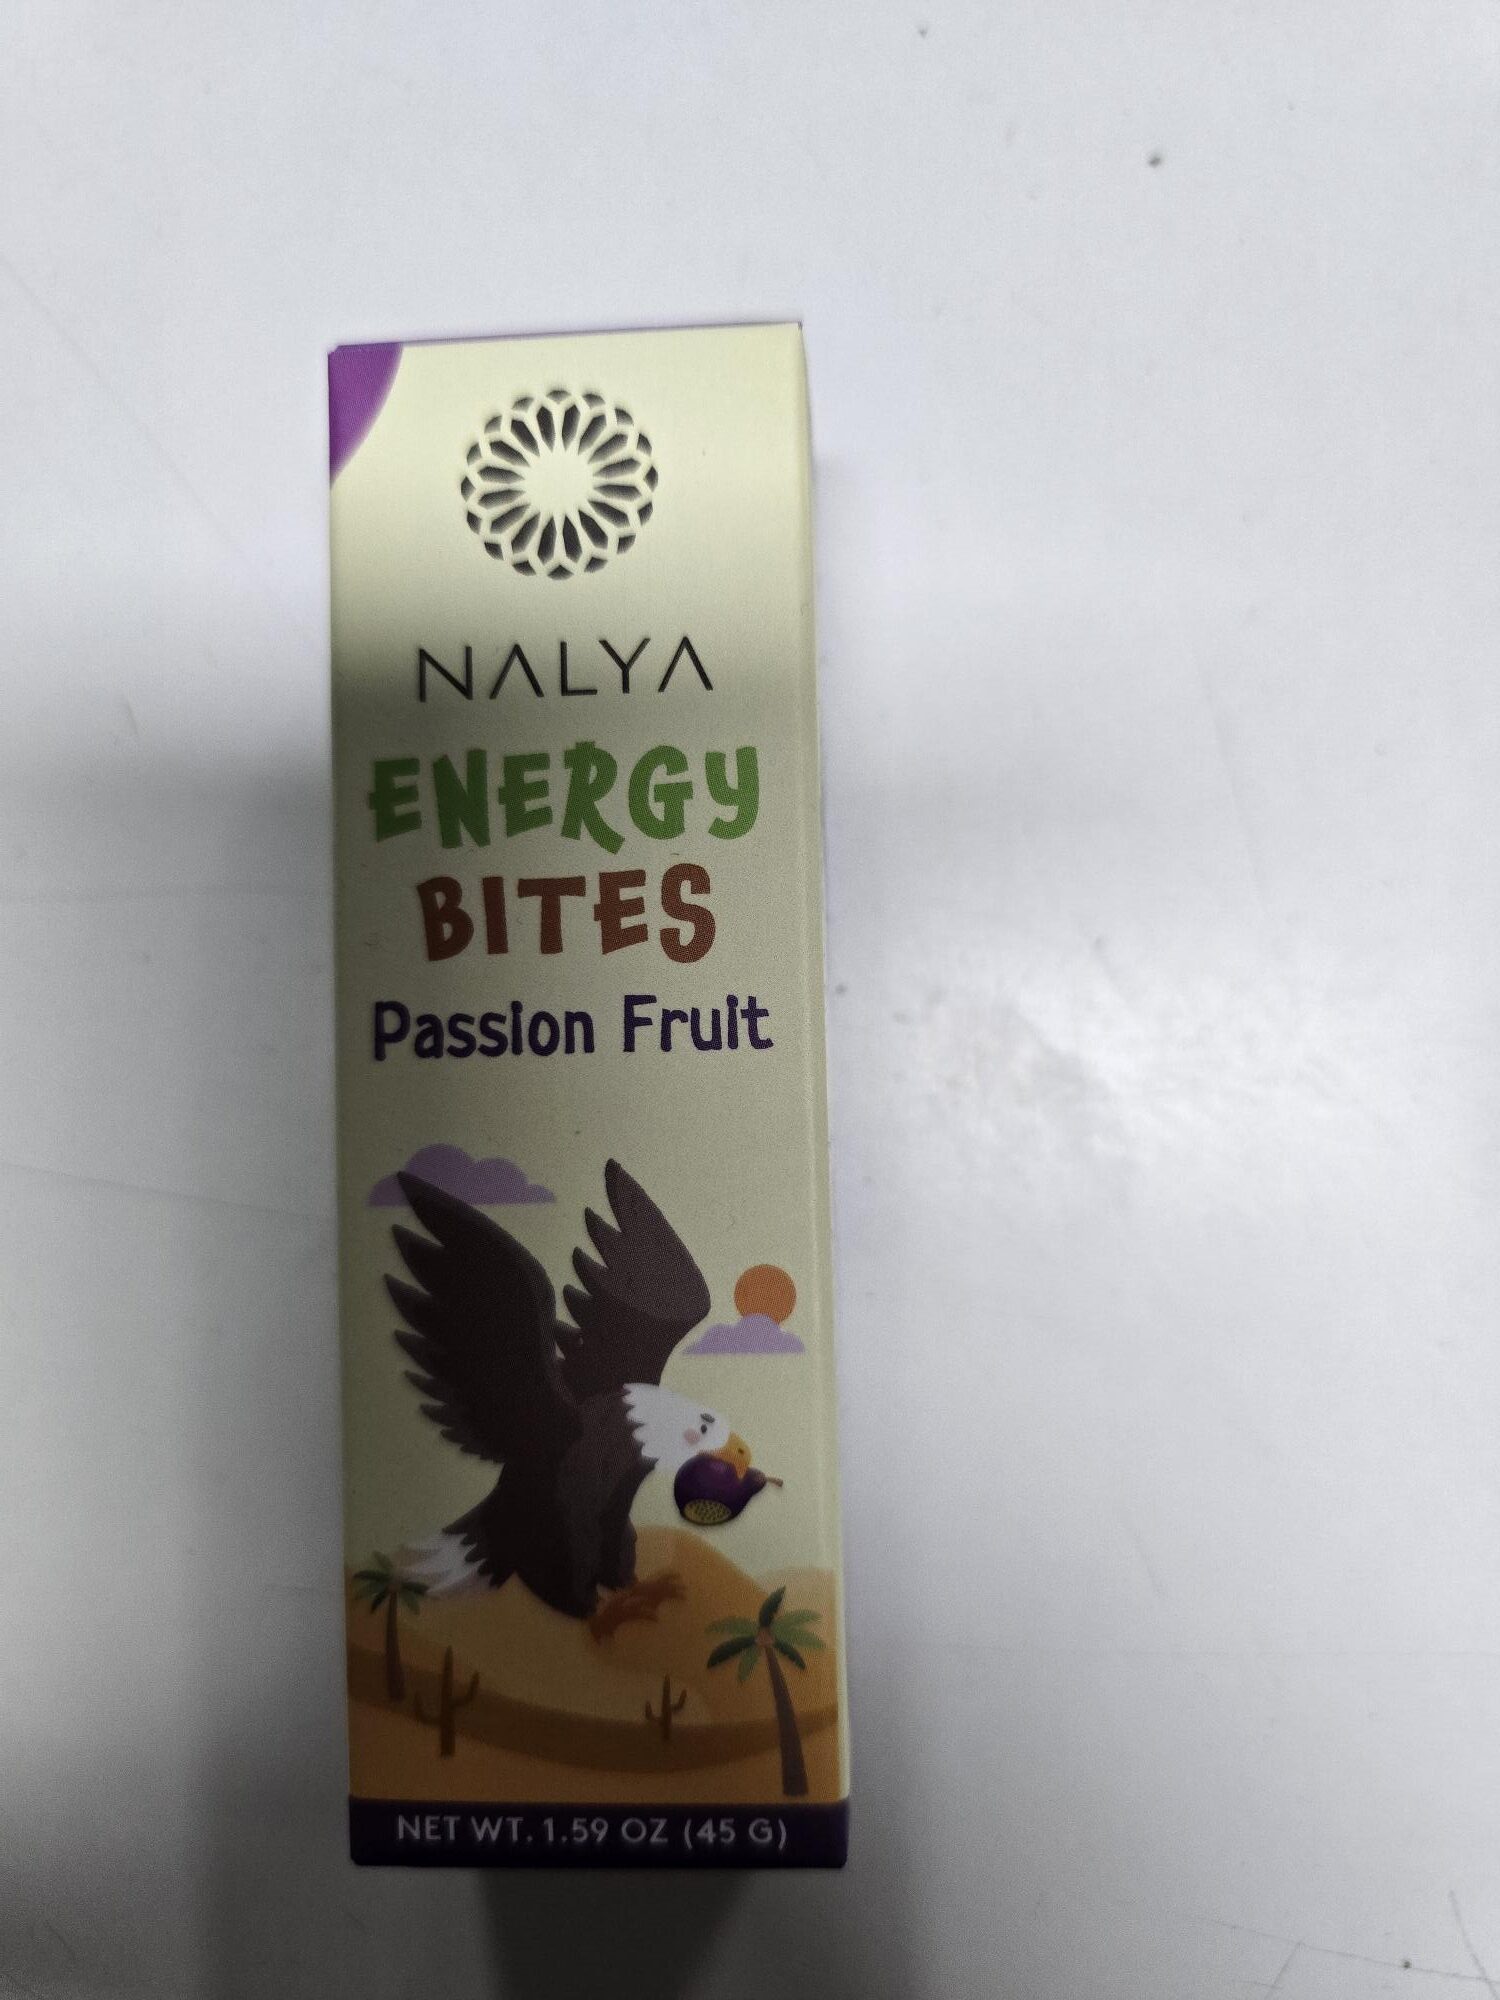 NALYA
ENERGY
BITES
Passion Fruit
NET WT. 1.59 OZ (45 G)